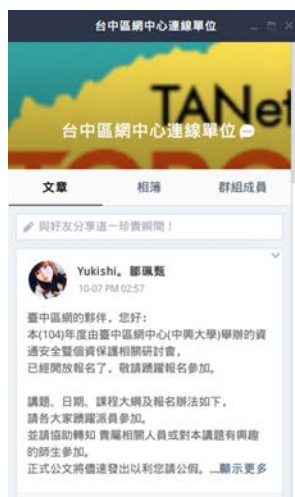 台中區網中心連線單位
TANet
台中區網中心連線單位
文章 相簿 群組成員
與好友分享這一珍貴瞬間！
Yukishi。鄒珮甄
10-07 PM 02:57
臺中區網的夥伴，您好：
本(104)年度由臺中區網中心(中興大學)舉辦的資
通安全暨個資保護相關研討會，
已經開放報名了，敬請踴躍報名參加。
講題、日期、課程大綱及報名辦法如下，
請各大家踴躍派員參加。
並請協助轉知 貴屬相關人員或對本講題有興趣
的師生參加。
正式公文將儘速發出以利您請公假。...顯示更多